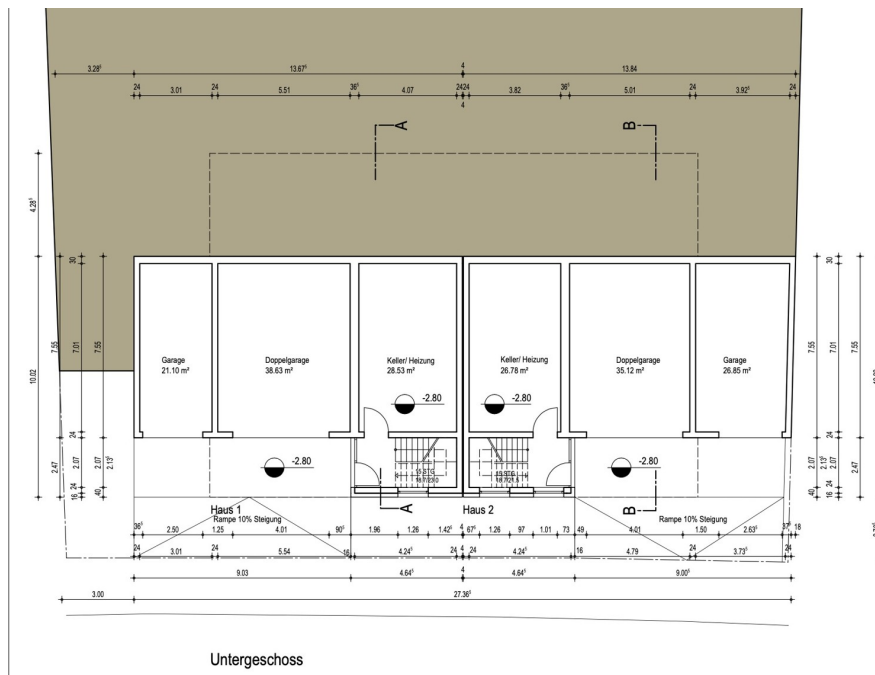 4
3.28⁵ 13.67⁵ 13.84
24 3.01 24 5.51 36⁵ 4.07 24 24 3.82 36⁵ 5.01 24 3.92⁵ 24
4
A B
4.28⁵
30 30
Garage Doppelgarage Keller/ Heizung Keller/ Heizung Doppelgarage Garage
21.10 m² 38.63 m² 28.53 m² 26.78 m² 35.12 m² 26.85 m²
7.55 7.01 7.55 7.55 7.01 7.55
10.02
-2.80 -2.80
24 24
2.47 2.07 2.07 2.13⁵ 2.07 2.07 2.13⁵ 2.47
-2.80 -2.80
24 24
40 16 40 16
A B
Haus 1 Haus 2
Rampe 10% Steigung Rampe 10% Steigung
36⁵ 2.50 1.25 4.01 90⁵ 1.96 1.26 1.42⁵ 4 67⁵ 1.26 97 1.01 73 49 4.01 1.50 2.63⁵ 37⁵ 18
24 3.01 24 5.54 16 4.24⁵ 24 4 24 4.24⁵ 16 4.79 24 3.73⁵ 24
9.03 4.64⁵ 4 4.64⁵ 9.00⁵
3.00 27.36⁵
Untergeschoss